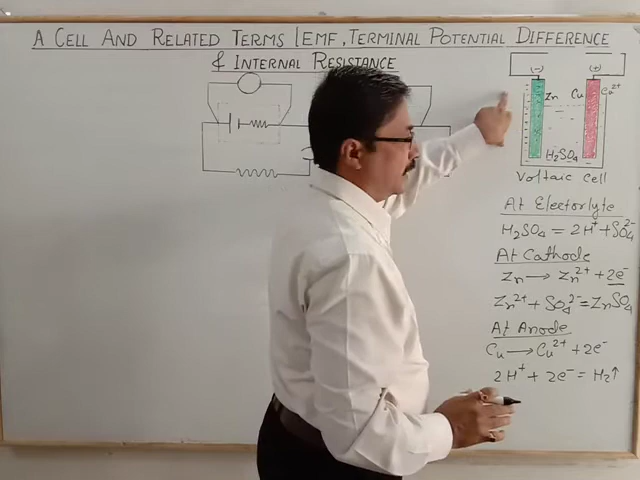 A CELL AND RELATED TERMS | EMF, TERMINAL POTENTIAL DIFFERENCE
& INTERNAL RESISTANCE
(-) (+)
Zn Cu Cu²⁺
H₂SO₄
Voltaic Cell
At Electorlyte
H₂SO₄ = 2H⁺ + SO₄²⁻
At Cathode
Zn → Zn²⁺ + 2e⁻
Zn²⁺ + SO₄²⁻ = ZnSO₄
At Anode
Cu → Cu²⁺ + 2e⁻
2H⁺ + 2e⁻ = H₂↑